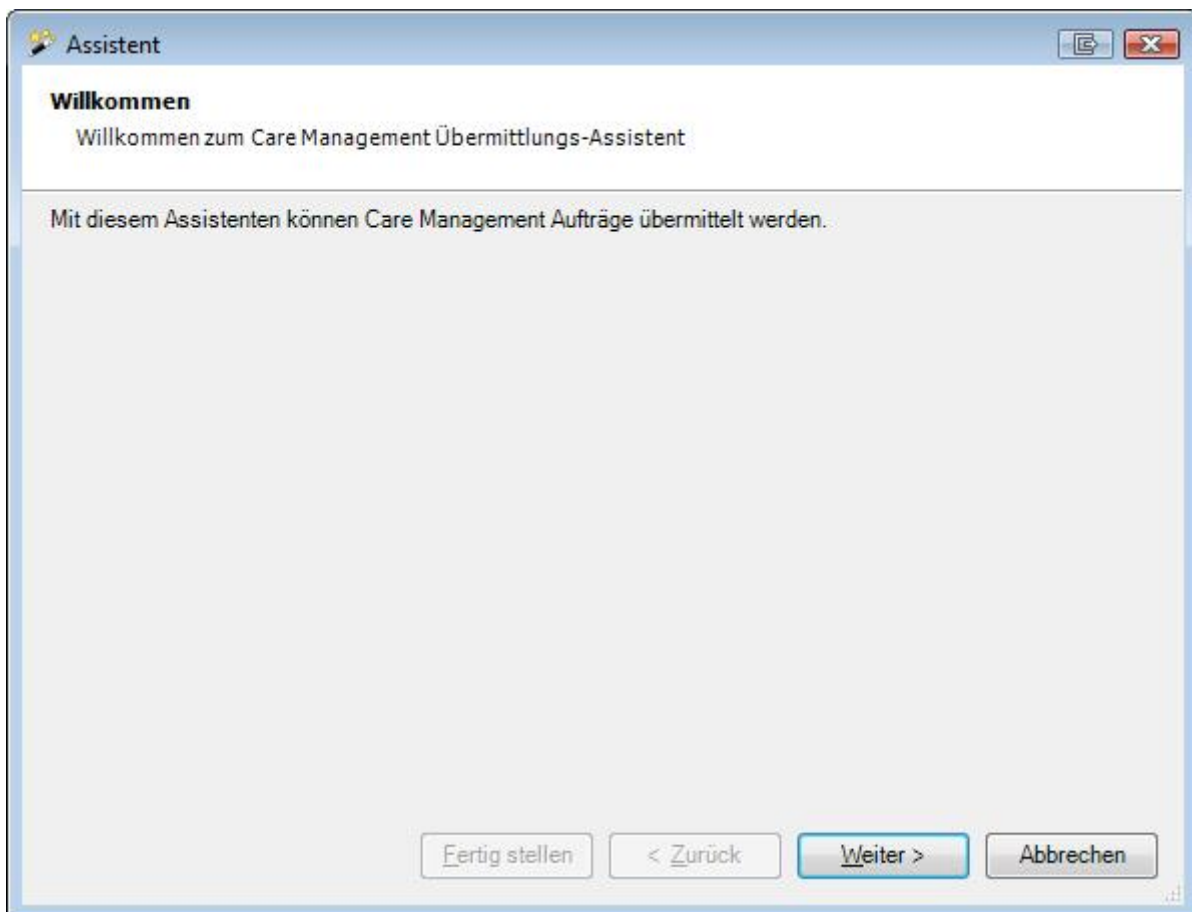 Assistent
Willkommen
Willkommen zum Care Management Übermittlungs-Assistent
Mit diesem Assistenten können Care Management Aufträge übermittelt werden.
Fertig stellen
< Zurück
Weiter >
Abbrechen